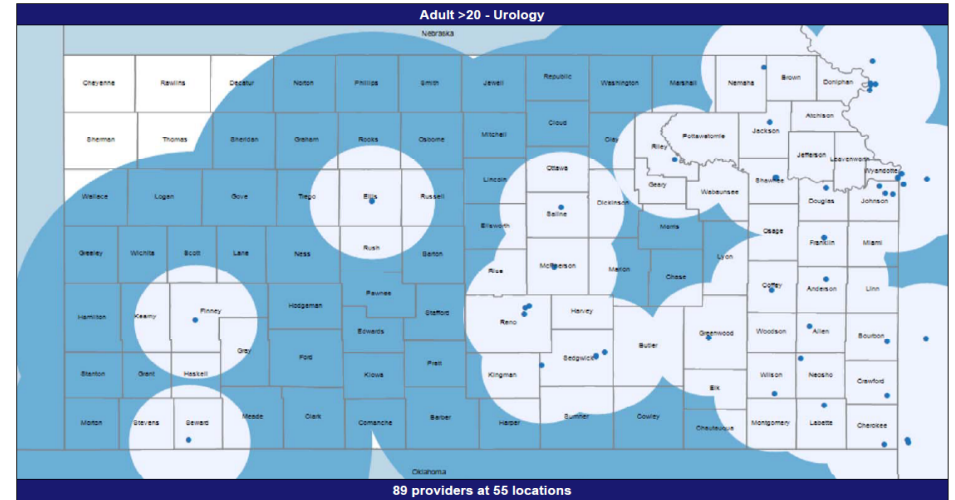 Adult >20 - Urology
Nebraska
Cheyenne Rawlins Decatur Norton Phillips Smith Jewell Republic Washington Marshall Nemaha Brown Doniphan
Sherman Thomas Sheridan Graham Rooks Osborne Mitchell Cloud Clay Riley Pottawatomie Jackson Atchison
Jefferson Leavenworth
Wallace Logan Gove Trego Ellis Russell Lincoln Ottawa Geary Wabaunsee Shawnee Wyandotte
Saline Dickinson Douglas Johnson
Greeley Wichita Scott Lane Ness Rush Barton Ellsworth Morris Osage Franklin Miami
Rice McPherson Marion Chase Lyon
Hamilton Kearny Finney Hodgeman Pawnee Stafford Reno Harvey Coffey Anderson Linn
Gray Ford Edwards Sedgwick Butler Greenwood Woodson Allen Bourbon
Stanton Grant Haskell Kiowa Pratt Kingman Elk Wilson Neosho Crawford
Morton Stevens Seward Meade Clark Comanche Barber Harper Sumner Cowley Chautauqua Montgomery Labette Cherokee
Oklahoma
89 providers at 55 locations